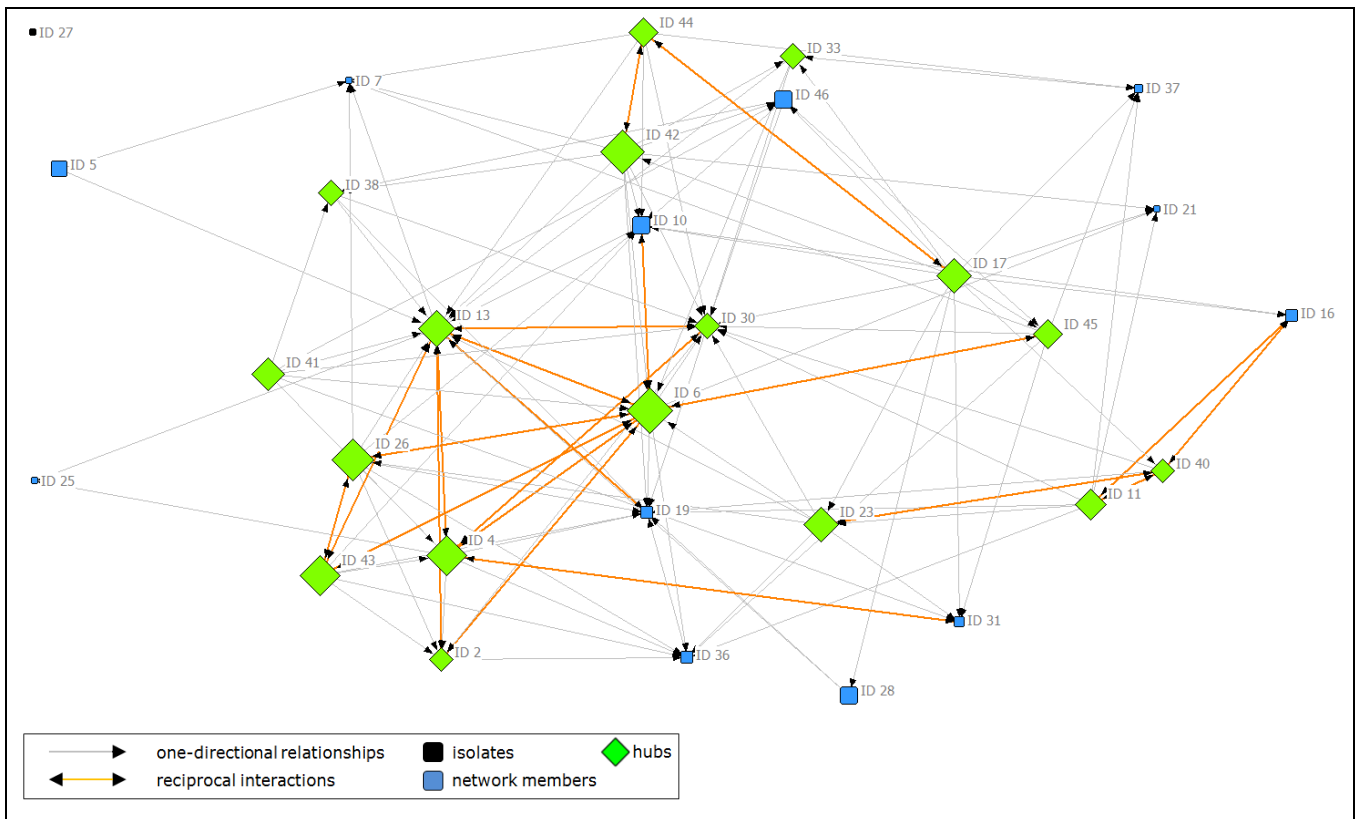 ID 44
ID 27
ID 33
ID 7
ID 37
ID 46
ID 42
ID 5
ID 38
ID 21
ID 10
ID 17
ID 13
ID 30
ID 45
ID 16
ID 41
ID 6
ID 26
ID 40
ID 25
ID 11
ID 19
ID 23
ID 4
ID 43
ID 31
ID 2
ID 36
ID 28
one-directional relationships
isolates
hubs
reciprocal interactions
network members